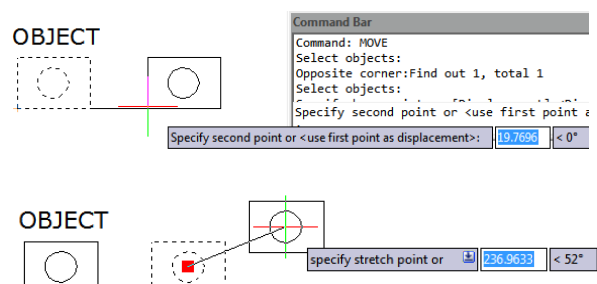 OBJECT
Command Bar
Command: MOVE
Select objects:
Opposite corner:Find out 1, total 1
Select objects:
Specify second point or <use first point a
Specify second point or <use first point as displacement>: 19.7696 < 0°
OBJECT
specify stretch point or 236.9633 < 52°